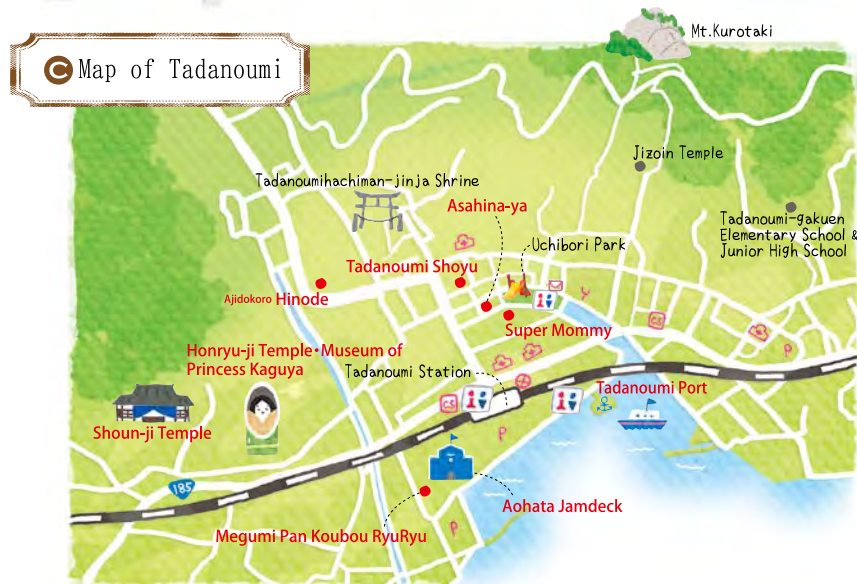 C Map of Tadanoumi
Mt.Kurotaki
Jizoin Temple
Tadanoumihachiman-jinja Shrine
Asahina-ya
Tadanoumi-gakuen
Elementary School &
Junior High School
Uchibori Park
Tadanoumi Shoyu
Ajidokoro Hinode
CS
Super Mommy
Honryu-ji Temple・Museum of
Princess Kaguya
P
Tadanoumi Station
Tadanoumi Port
CS
Shoun-ji Temple
P
185
Aohata Jamdeck
Megumi Pan Koubou RyuRyu
P